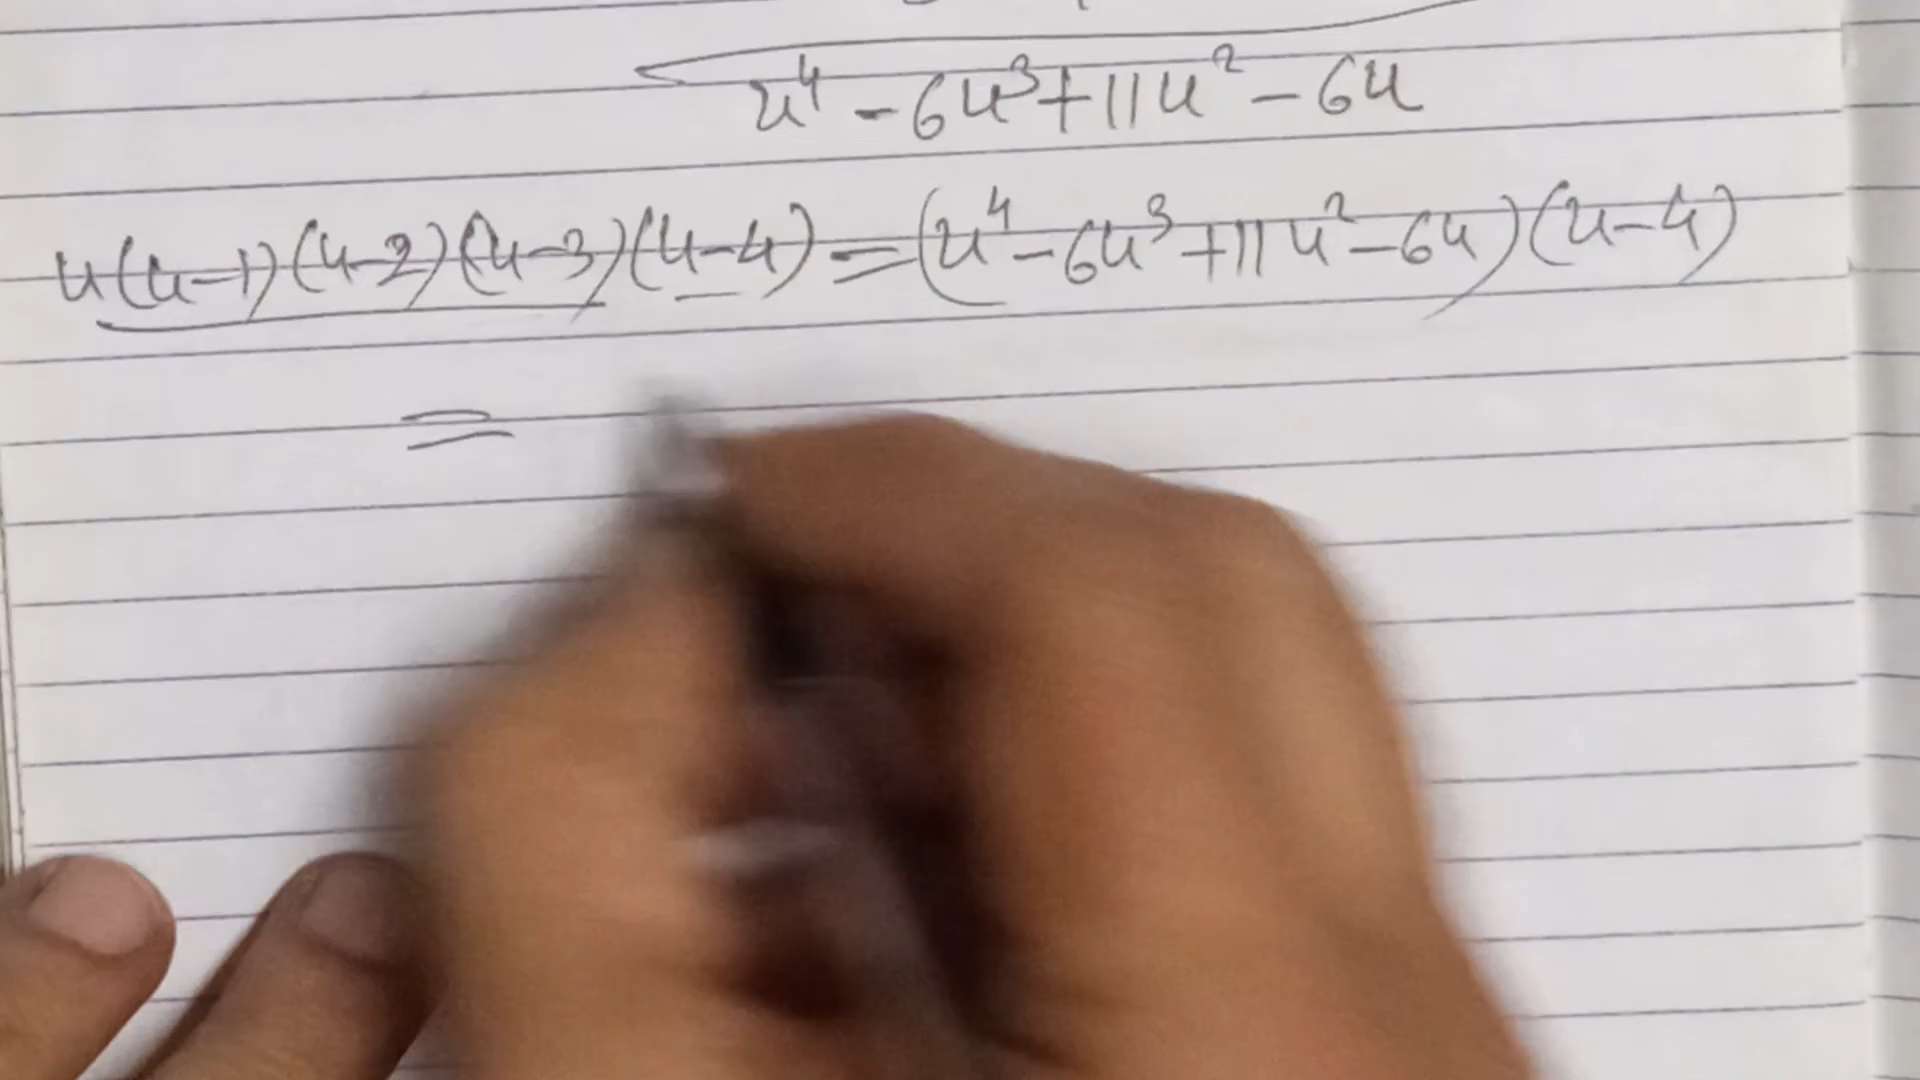 u⁴ - 6u³ + 11u² - 6u
u(u-1)(u-2)(u-3)(u-4) = (u⁴ - 6u³ + 11u² - 6u)(u-4)
=